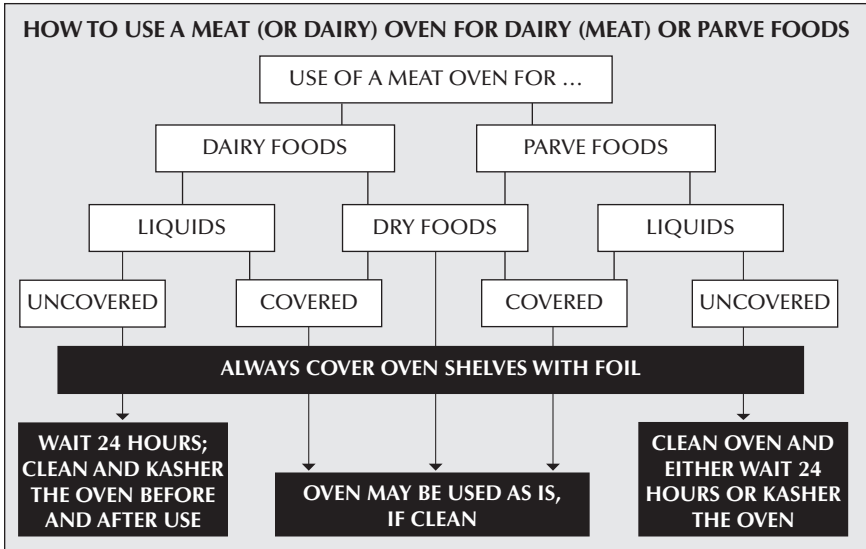 HOW TO USE A MEAT (OR DAIRY) OVEN FOR DAIRY (MEAT) OR PARVE FOODS
USE OF A MEAT OVEN FOR …
DAIRY FOODS
PARVE FOODS
LIQUIDS
DRY FOODS
LIQUIDS
UNCOVERED
COVERED
COVERED
UNCOVERED
ALWAYS COVER OVEN SHELVES WITH FOIL
WAIT 24 HOURS;
CLEAN AND KASHER
THE OVEN BEFORE
AND AFTER USE
OVEN MAY BE USED AS IS,
IF CLEAN
CLEAN OVEN AND
EITHER WAIT 24
HOURS OR KASHER
THE OVEN